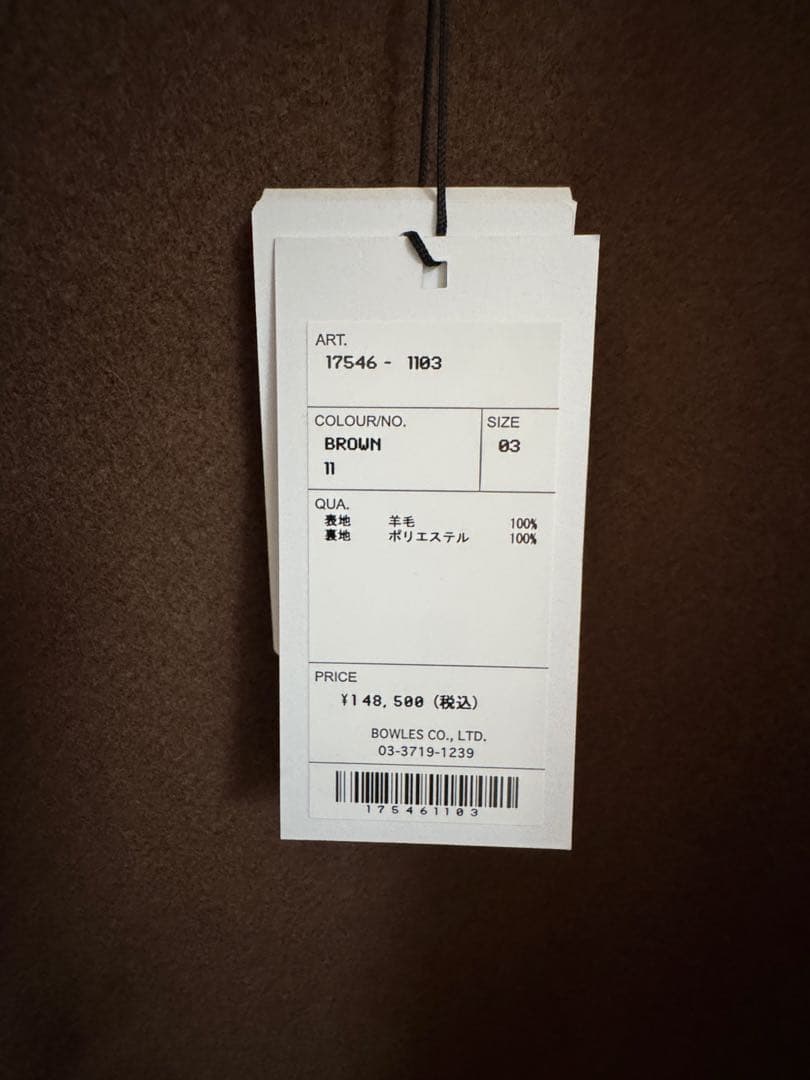 ART.
17546 - 1103
COLOUR/NO.
BROWN
11
SIZE
03
QUA.
表地 羊毛 100%
裏地 ポリエステル 100%
PRICE
¥148,500 (税込)
BOWLES CO., LTD.
03-3719-1239
175461103